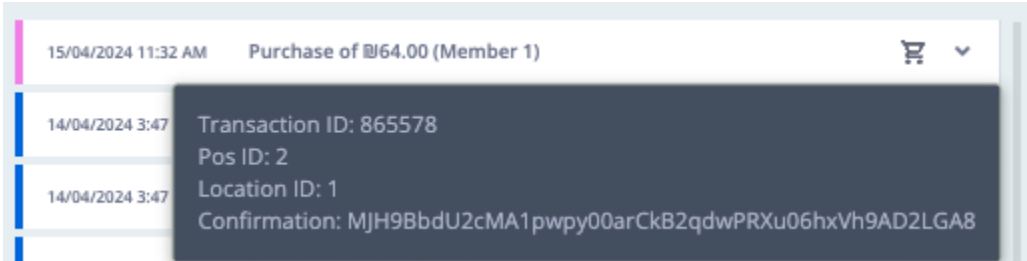 15/04/2024 11:32 AM Purchase of ₪64.00 (Member 1)
14/04/2024 3:47
Transaction ID: 865578
Pos ID: 2
14/04/2024 3:47
Location ID: 1
Confirmation: MJH9BbdU2cMA1pwpy00arCkB2qdwPRXu06hxVh9AD2LGA8